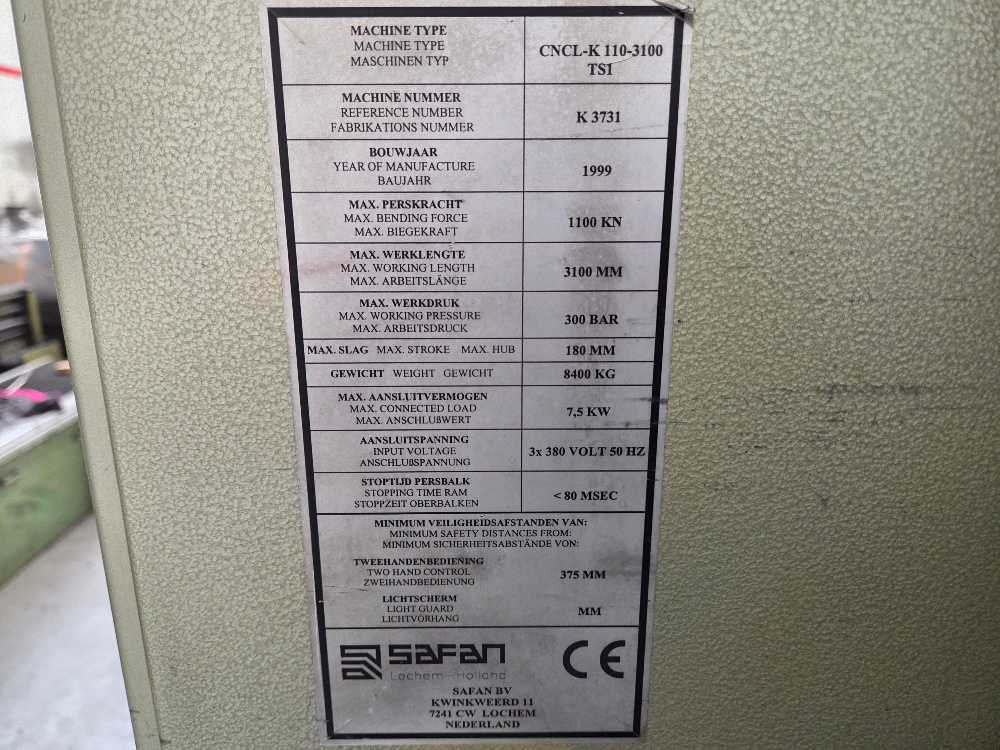 MACHINE TYPE
MACHINE TYPE
MASCHINEN TYP
CNCL-K 110-3100
TS1
MACHINE NUMMER
REFERENCE NUMBER
FABRIKATIONS NUMMER
K 3731
BOUWJAAR
YEAR OF MANUFACTURE
BAUJAHR
1999
MAX. PERSKRACHT
MAX. BENDING FORCE
MAX. BIEGEKRAFT
1100 KN
MAX. WERKLENGTE
MAX. WORKING LENGTH
MAX. ARBEITSLÄNGE
3100 MM
MAX. WERKDRUK
MAX. WORKING PRESSURE
MAX. ARBEITSDRUCK
300 BAR
MAX. SLAG MAX. STROKE MAX. HUB 180 MM
GEWICHT WEIGHT GEWICHT 8400 KG
MAX. AANSLUITVERMOGEN
MAX. CONNECTED LOAD
MAX. ANSCHLUßWERT
7,5 KW
AANSLUITSPANNING
INPUT VOLTAGE
ANSCHLUßSPANNUNG
3x 380 VOLT 50 HZ
STOPTIJD PERSBALK
STOPPING TIME RAM
STOPPZEIT OBERBALKEN
< 80 MSEC
MINIMUM VEILIGHEIDSAFSTANDEN VAN:
MINIMUM SAFETY DISTANCES FROM:
MINIMUM SICHERHEITSABSTÄNDE VON:
TWEEHANDENBEDIENING
TWO HAND CONTROL
ZWEIHANDBEDIENUNG
375 MM
LICHTSCHERM
LIGHT GUARD
LICHTVORHANG
MM
SAFAN
Lochem - Holland
CE
SAFAN BV
KWINKWEERD 11
7241 CW LOCHEM
NEDERLAND